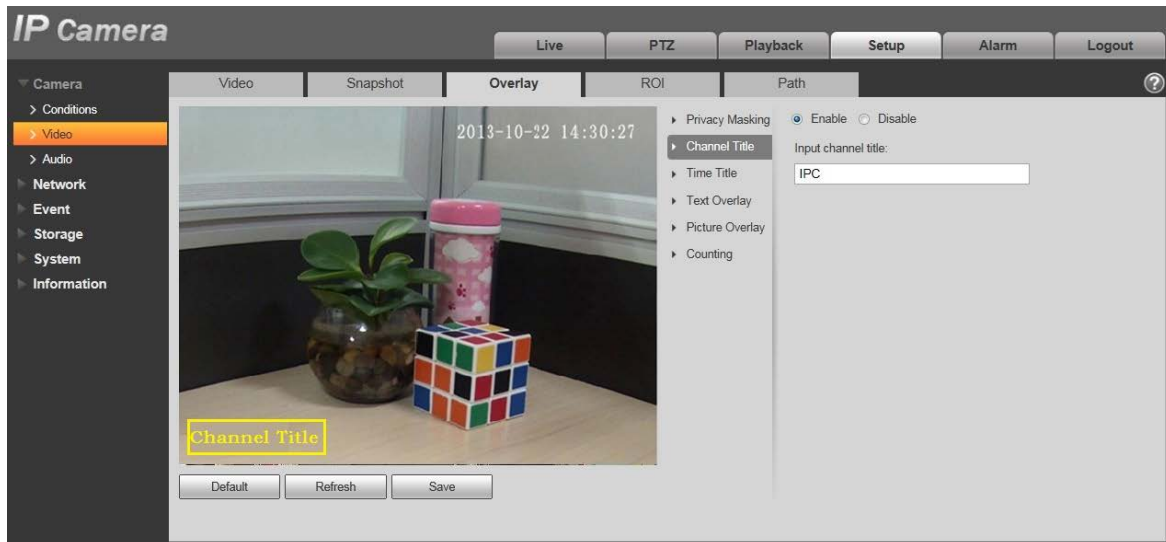 IP Camera
Live PTZ Playback Setup Alarm Logout
Camera
Conditions
Video
Audio
Network
Event
Storage
System
Information
Video Snapshot Overlay ROI Path
2013-10-22 14:30:27
Channel Title
Privacy Masking
Channel Title
Time Title
Text Overlay
Picture Overlay
Counting
Enable Disable
Input channel title:
IPC
Default Refresh Save